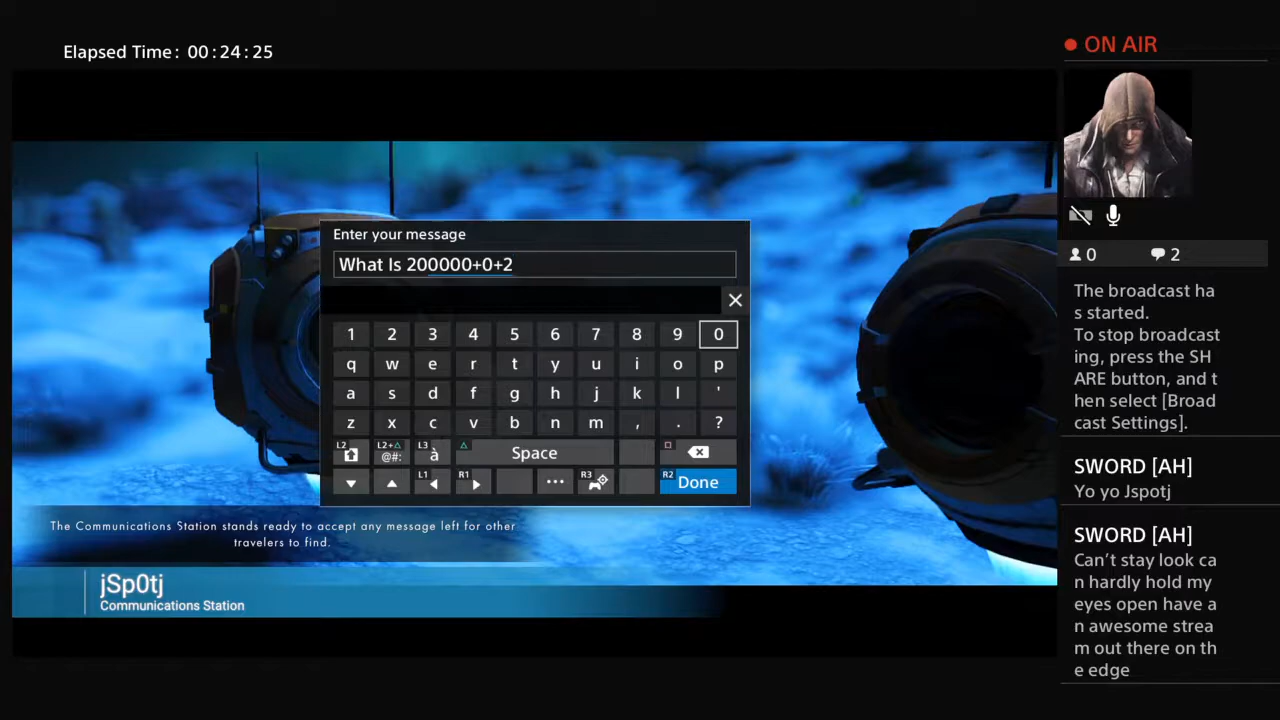 Elapsed Time: 00:24:25
ON AIR
0
2
Enter your message
What Is 200000+0+2
1 2 3 4 5 6 7 8 9 0
q w e r t y u i o p
a s d f g h j k l '
z x c v b n m , . ?
L2 L2+△ @#: L3 à △ Space □
L1 R1 ... R3 R2 Done
The Communications Station stands ready to accept any message left for other
travelers to find.
jSp0tj
Communications Station
The broadcast ha
s started.
To stop broadcast
ing, press the SH
ARE button, and t
hen select [Broad
cast Settings].
SWORD [AH]
Yo yo Jspotj
SWORD [AH]
Can't stay look ca
n hardly hold my
eyes open have a
n awesome strea
m out there on th
e edge